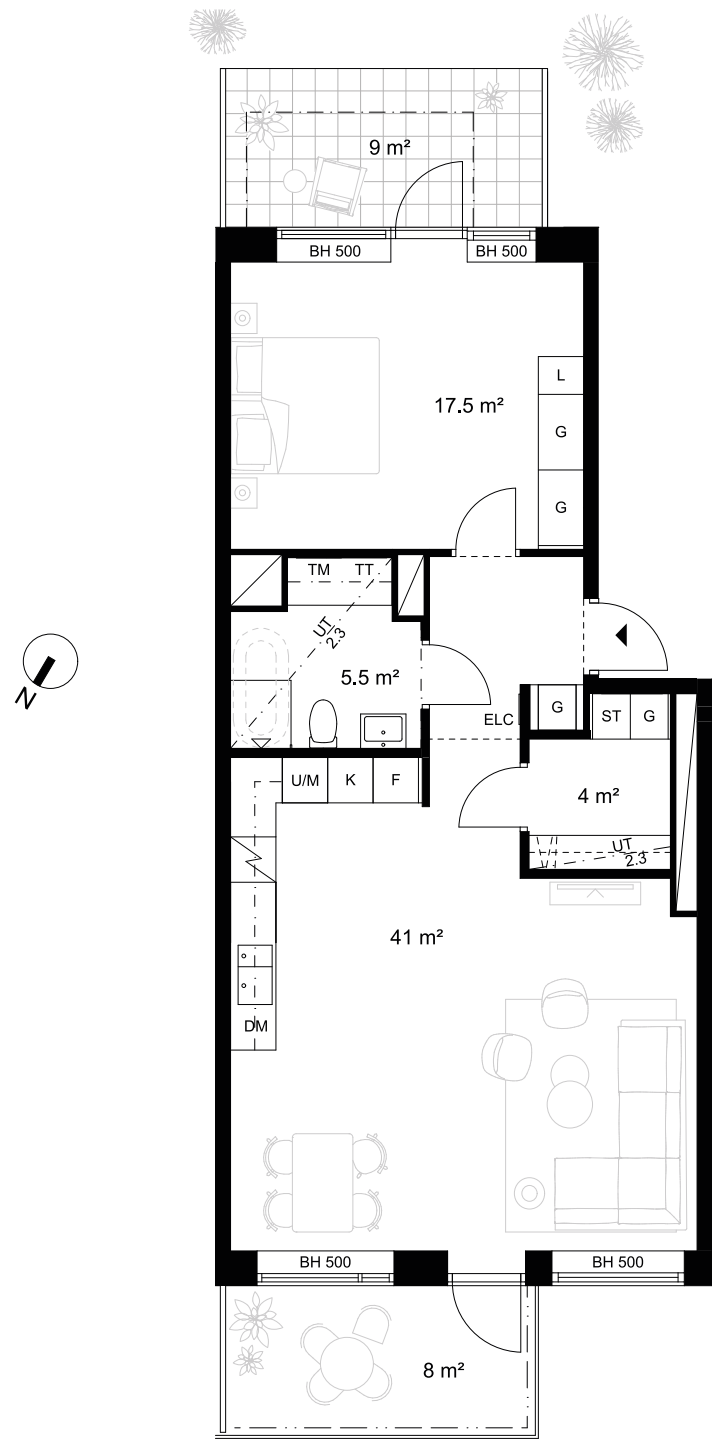 9 m²
BH 500
BH 500
L
17.5 m²
G
G
TM
TT
UT
2.3
5.5 m²
N
ELC
G
ST
G
U/M
K
F
4 m²
UT
2.3
41 m²
DM
BH 500
BH 500
8 m²